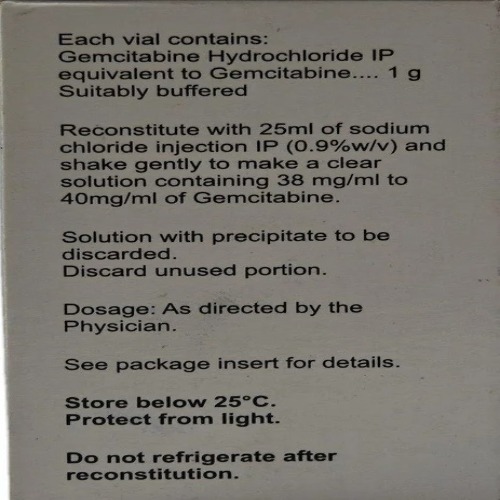 Each vial contains:
Gemcitabine Hydrochloride IP
equivalent to Gemcitabine.... 1 g
Suitably buffered
Reconstitute with 25ml of sodium
chloride injection IP (0.9%w/v) and
shake gently to make a clear
solution containing 38 mg/ml to
40mg/ml of Gemcitabine.
Solution with precipitate to be
discarded.
Discard unused portion.
Dosage: As directed by the
Physician.
See package insert for details.
Store below 25°C.
Protect from light.
Do not refrigerate after
reconstitution.